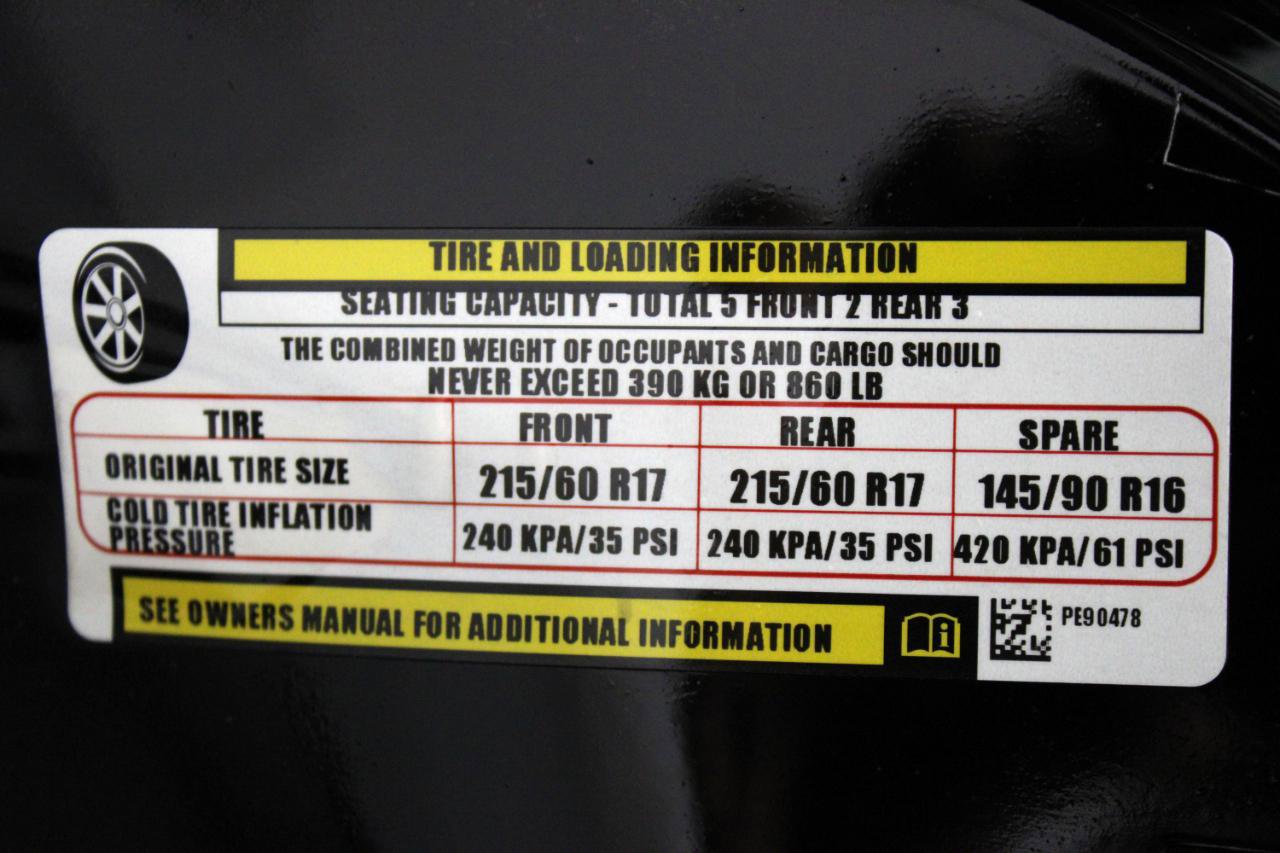 TIRE AND LOADING INFORMATION
SEATING CAPACITY - TOTAL 5 FRONT 2 REAR 3
THE COMBINED WEIGHT OF OCCUPANTS AND CARGO SHOULD
NEVER EXCEED 390 KG OR 860 LB
TIRE FRONT REAR SPARE
ORIGINAL TIRE SIZE 215/60 R17 215/60 R17 145/90 R16
COLD TIRE INFLATION
PRESSURE 240 KPA/35 PSI 240 KPA/35 PSI 420 KPA/61 PSI
SEE OWNERS MANUAL FOR ADDITIONAL INFORMATION
PE90478